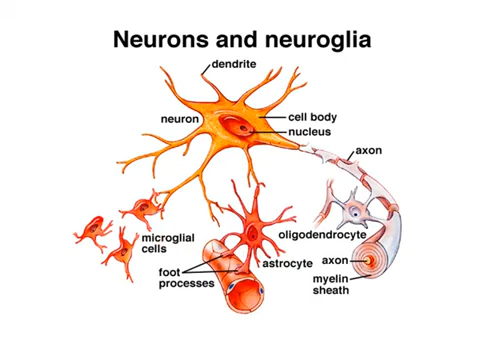 Neurons and neuroglia
dendrite
neuron
cell body
nucleus
axon
microglial
cells
oligodendrocyte
foot
processes
astrocyte
axon
myelin
sheath